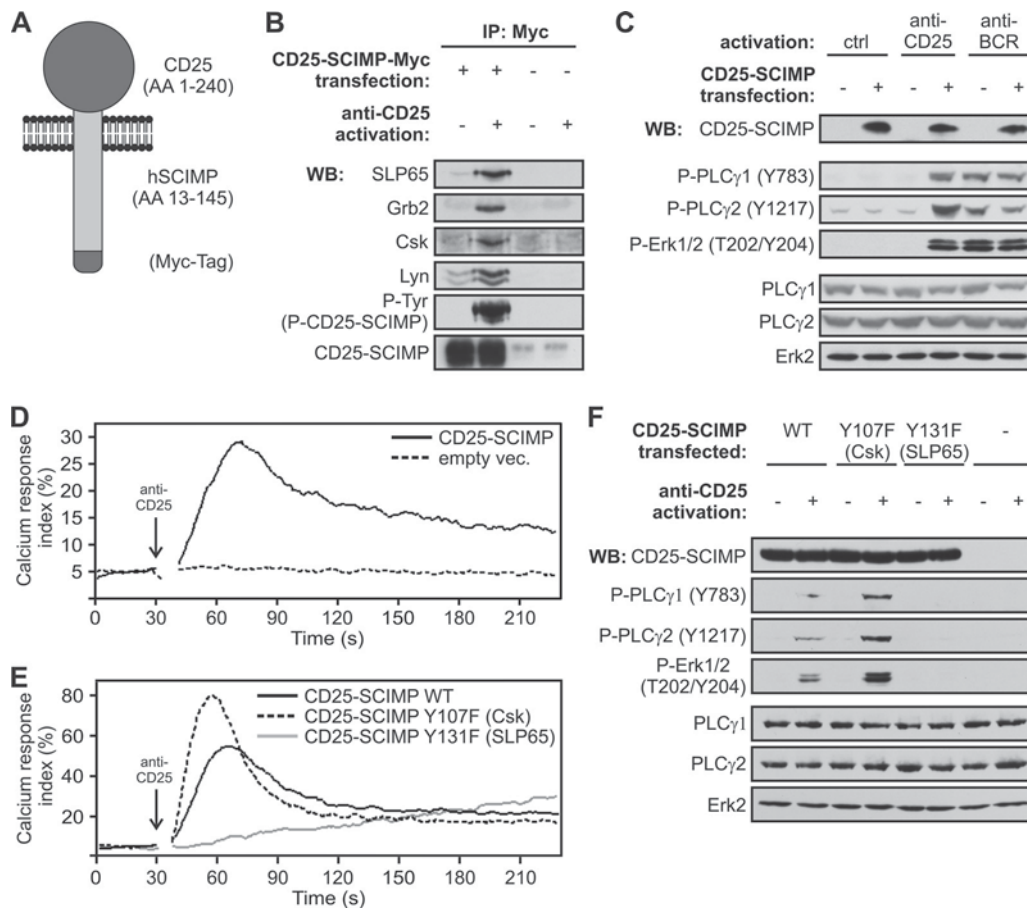 A
CD25
(AA 1-240)
hSCIMP
(AA 13-145)
(Myc-Tag)
B
IP: Myc
CD25-SCIMP-Myc
transfection:
+ + - -
anti-CD25
activation:
- + - +
WB: SLP65
Grb2
Csk
Lyn
P-Tyr
(P-CD25-SCIMP)
CD25-SCIMP
C
activation: ctrl anti-CD25 anti-BCR
CD25-SCIMP
transfection:
- + - + - +
WB: CD25-SCIMP
P-PLCγ1 (Y783)
P-PLCγ2 (Y1217)
P-Erk1/2 (T202/Y204)
PLCγ1
PLCγ2
Erk2
D
Calcium response
index (%)
30
25
20
15
10
5
anti-
CD25
CD25-SCIMP
empty vec.
0 30 60 90 120 150 180 210
Time (s)
E
Calcium response
index (%)
80
60
40
20
anti-
CD25
CD25-SCIMP WT
CD25-SCIMP Y107F (Csk)
CD25-SCIMP Y131F (SLP65)
0 30 60 90 120 150 180 210
Time (s)
F
CD25-SCIMP
transfected:
WT Y107F (Csk) Y131F (SLP65) -
anti-CD25
activation:
- + - + - + - +
WB: CD25-SCIMP
P-PLCγ1 (Y783)
P-PLCγ2 (Y1217)
P-Erk1/2
(T202/Y204)
PLCγ1
PLCγ2
Erk2